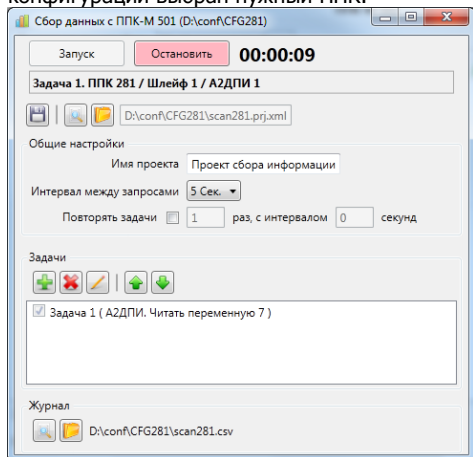 конфигурации выбран нужный ППК.
Сбор данных с ППК-М 501 (D:\conf\CFG281)
Запуск Остановить 00:00:09
Задача 1. ППК 281 / Шлейф 1 / А2ДПИ 1
D:\conf\CFG281\scan281.prj.xml
Общие настройки
Имя проекта Проект сбора информации
Интервал между запросами 5 Сек.
Повторять задачи 1 раз, с интервалом 0 секунд
Задачи
Задача 1 ( А2ДПИ. Читать переменную 7 )
Журнал
D:\conf\CFG281\scan281.csv